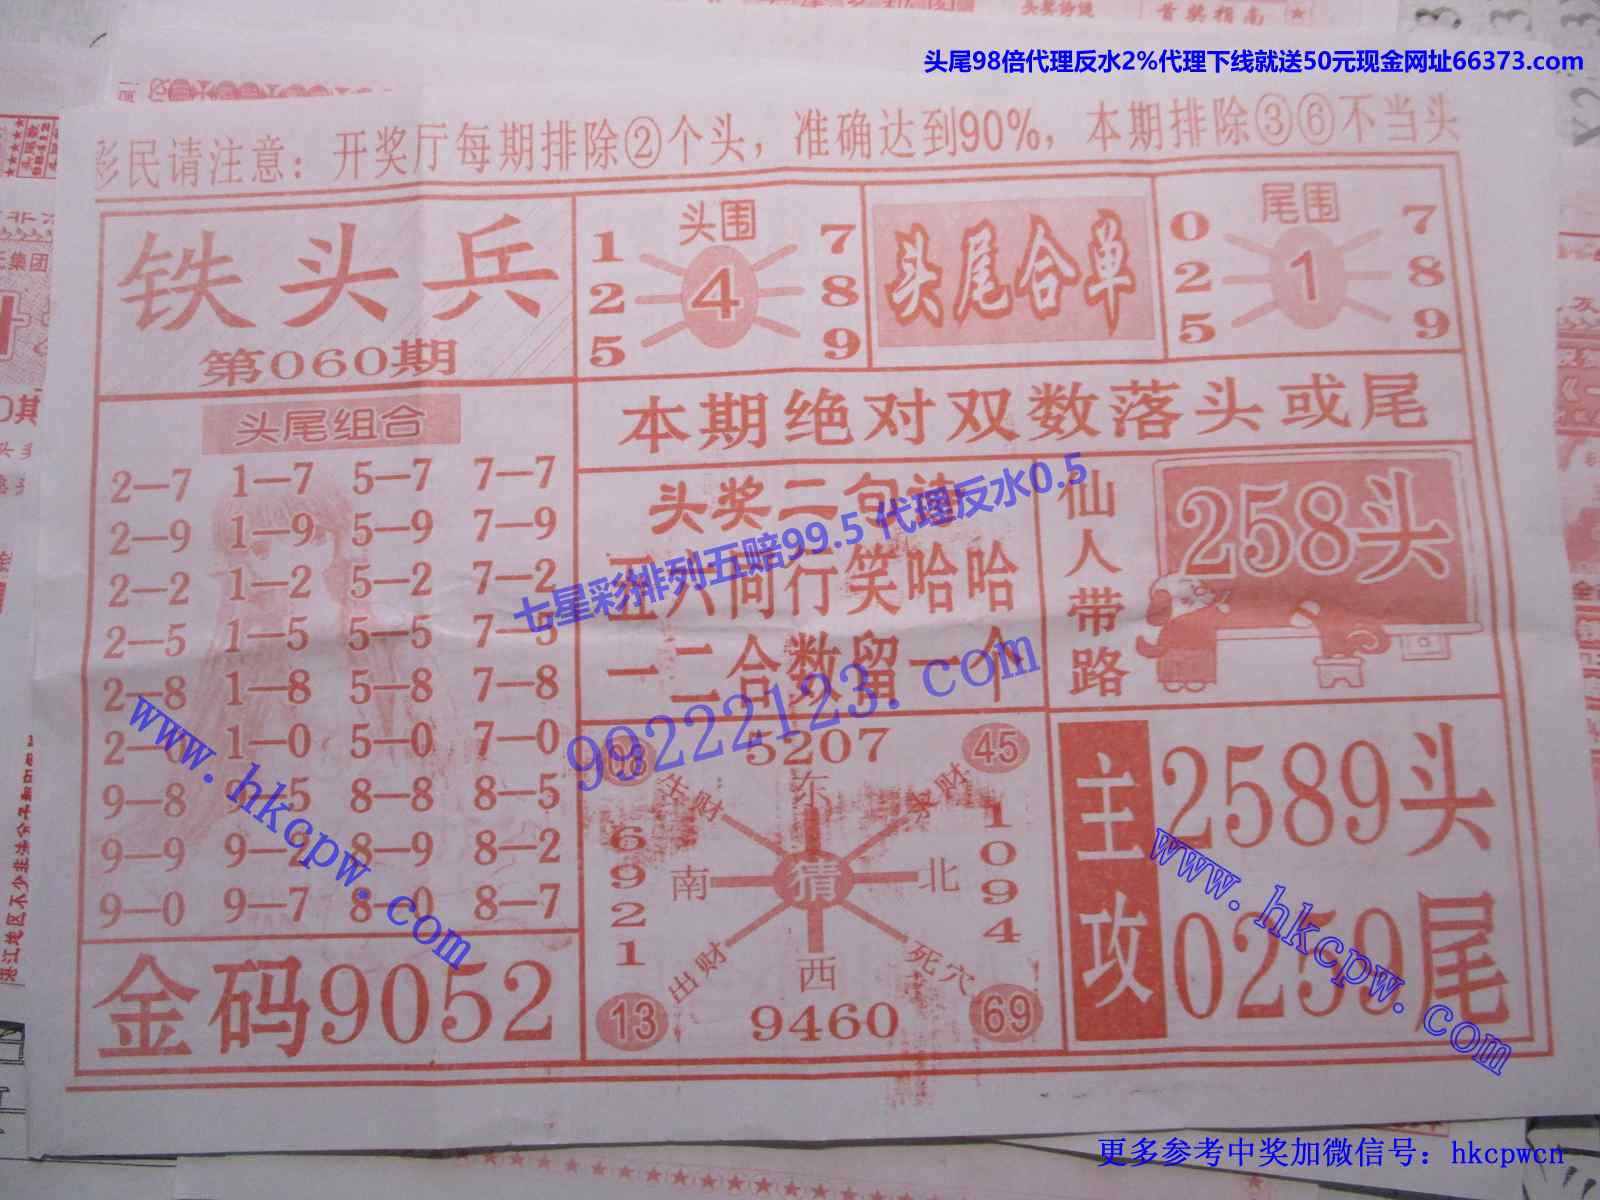 头尾98倍代理反水2%代理下线就送50元现金网址66373.com
彩民请注意：开奖厅每期排除②个头，准确达到90%，本期排除③⑥不当头
铁头兵
第060期
头围
1 2 5
4
7 8 9
头尾合单
尾围
0 2 5
1
7 8 9
本期绝对双数落头或尾
头尾组合
2—7 1—7 5—7 7—7
2—9 1—9 5—9 7—9
2—2 1—2 5—2 7—2
2—5 1—5 5—5 7—5
2—8 1—8 5—8 7—8
1—0 5—0 7—0
9—8 8—8 8—5
9—9 9—2 8—9 8—2
9—0 9—7 8—0 8—7
金码9052
头奖二句诗
五六同行笑哈哈
一二合数留一个
仙人带路
258头
5207
45
生财
东
求财
6921
南
猜
北
1094
出财
西
死穴
13
9460
69
主攻
2589头
0259尾
七星彩排列五赔99.5 代理反水0.5
99222123.com
www.hkcpw.com
www.hkcpw.com
更多参考中奖加微信号：hkcpwcn